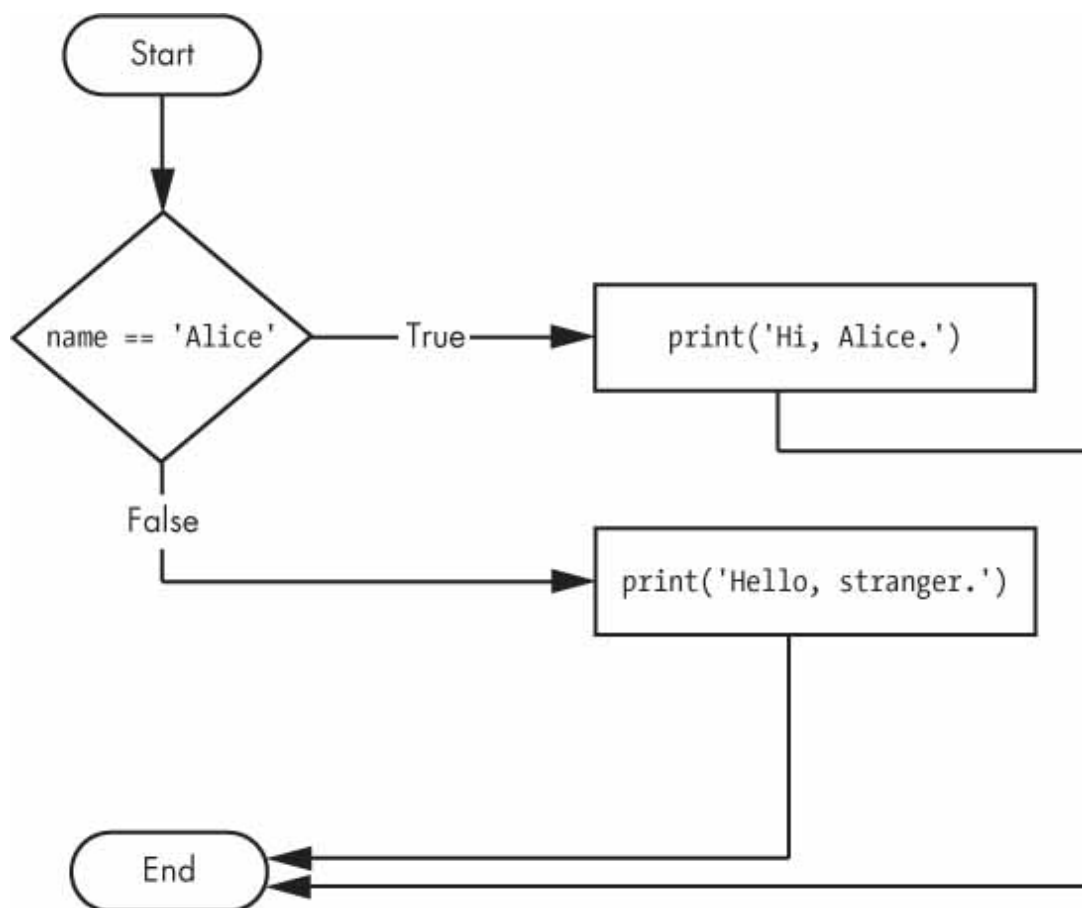 Start
name == 'Alice'
True
print('Hi, Alice.')
False
print('Hello, stranger.')
End